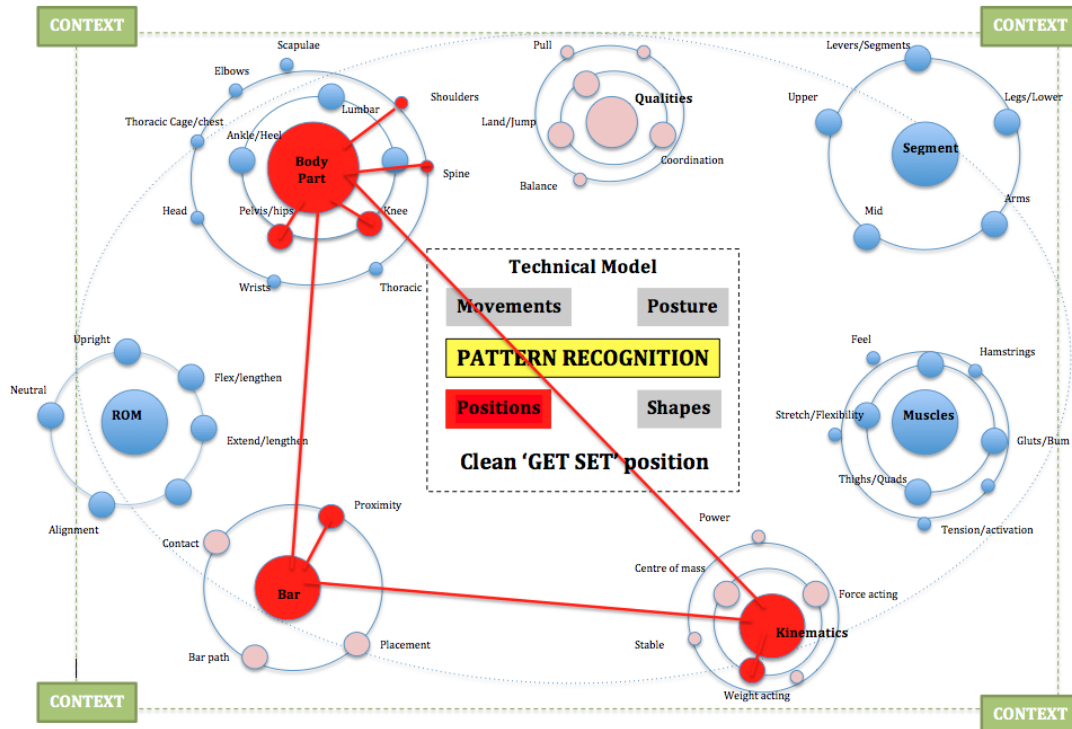 CONTEXT
CONTEXT
Scapulae
Elbows
Thoracic Cage/chest
Lumbar
Shoulders
Ankle/Heel
Body
Part
Spine
Pelvis/hips
Knee
Head
Wrists
Thoracic
Pull
Qualities
Land/Jump
Coordination
Balance
Levers/Segments
Upper
Legs/Lower
Segment
Arms
Mid
Technical Model
Movements
Posture
PATTERN RECOGNITION
Positions
Shapes
Clean ‘GET SET’ position
Upright
Neutral
Flex/lengthen
ROM
Extend/lengthen
Alignment
Feel
Hamstrings
Stretch/Flexibility
Muscles
Gluts/Bum
Thighs/Quads
Tension/activation
Proximity
Contact
Bar
Placement
Bar path
Power
Centre of mass
Force acting
Kinematics
Stable
Weight acting
CONTEXT
CONTEXT